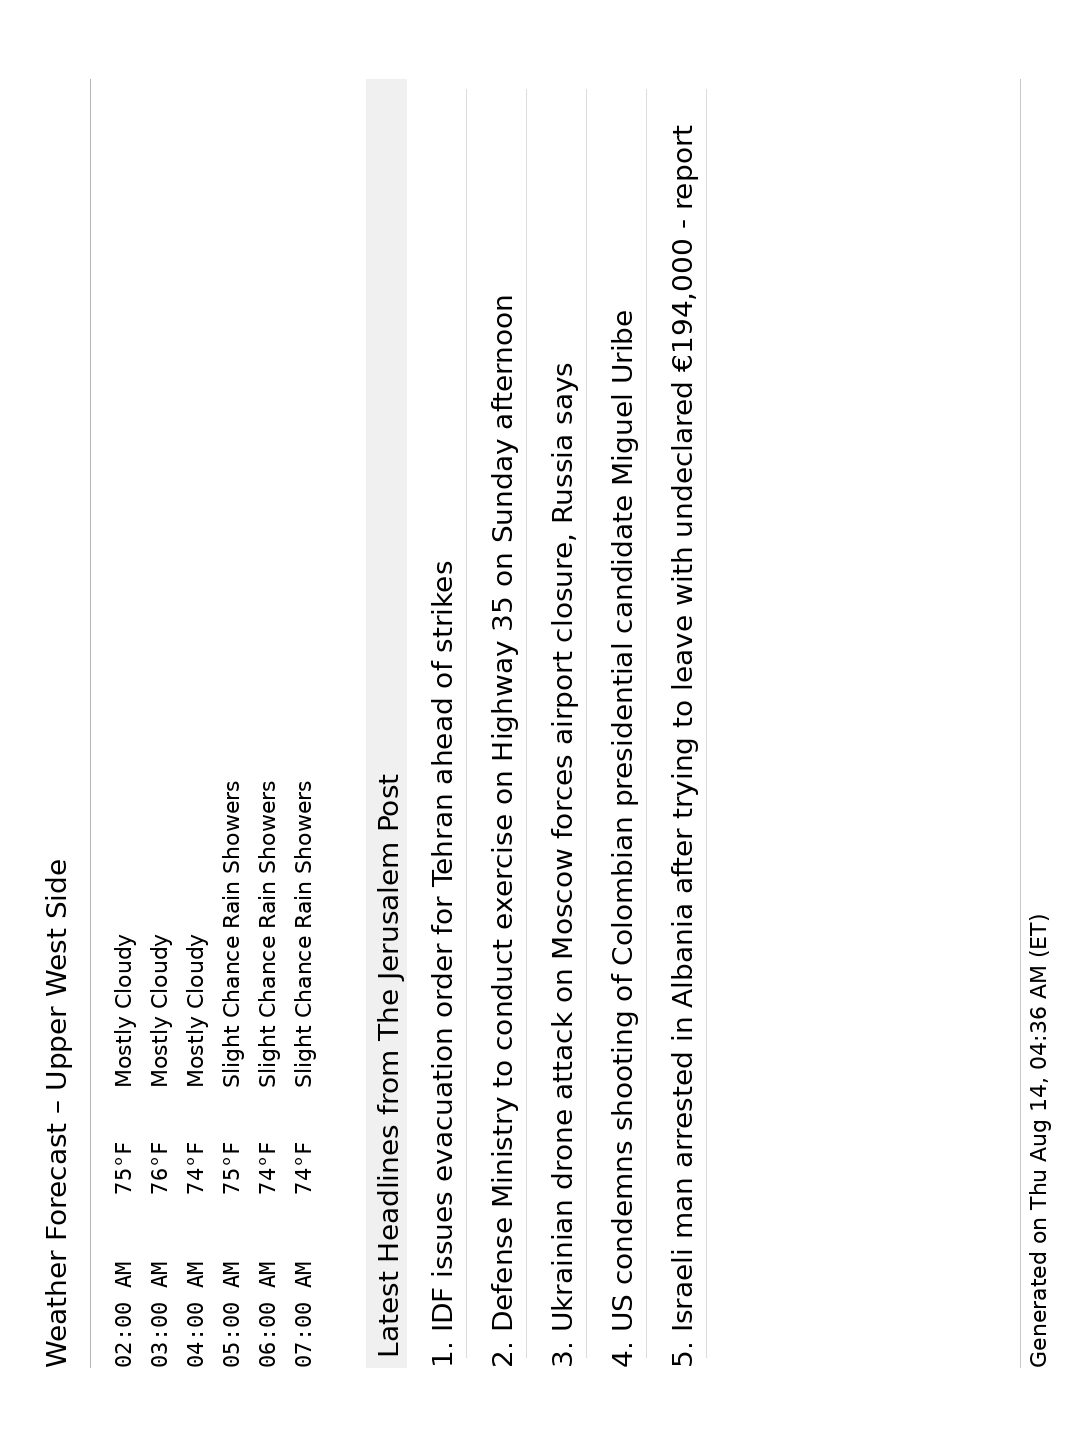 Weather Forecast – Upper West Side
02:00 AM 75°F Mostly Cloudy
03:00 AM 76°F Mostly Cloudy
04:00 AM 74°F Mostly Cloudy
05:00 AM 75°F Slight Chance Rain Showers
06:00 AM 74°F Slight Chance Rain Showers
07:00 AM 74°F Slight Chance Rain Showers
Latest Headlines from The Jerusalem Post
1. IDF issues evacuation order for Tehran ahead of strikes
2. Defense Ministry to conduct exercise on Highway 35 on Sunday afternoon
3. Ukrainian drone attack on Moscow forces airport closure, Russia says
4. US condemns shooting of Colombian presidential candidate Miguel Uribe
5. Israeli man arrested in Albania after trying to leave with undeclared €194,000 - report
Generated on Thu Aug 14, 04:36 AM (ET)